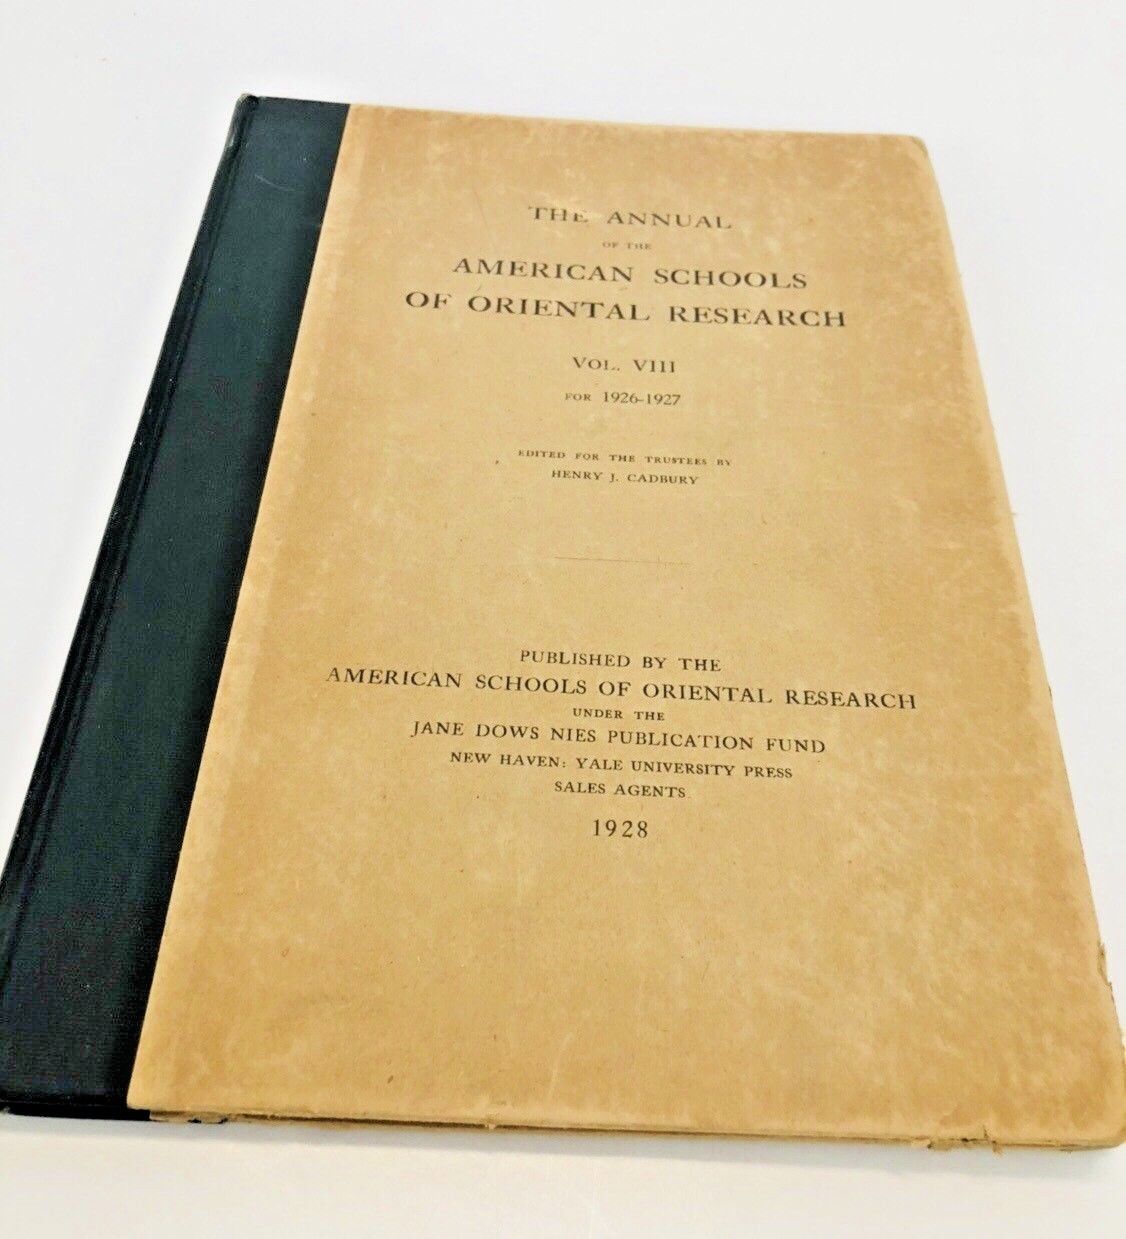 THE ANNUAL
OF THE
AMERICAN SCHOOLS
OF ORIENTAL RESEARCH
VOL. VIII
FOR 1926-1927
EDITED FOR THE TRUSTEES BY
HENRY J. CADBURY
PUBLISHED BY THE
AMERICAN SCHOOLS OF ORIENTAL RESEARCH
UNDER THE
JANE DOWS NIES PUBLICATION FUND
NEW HAVEN: YALE UNIVERSITY PRESS
SALES AGENTS
1928